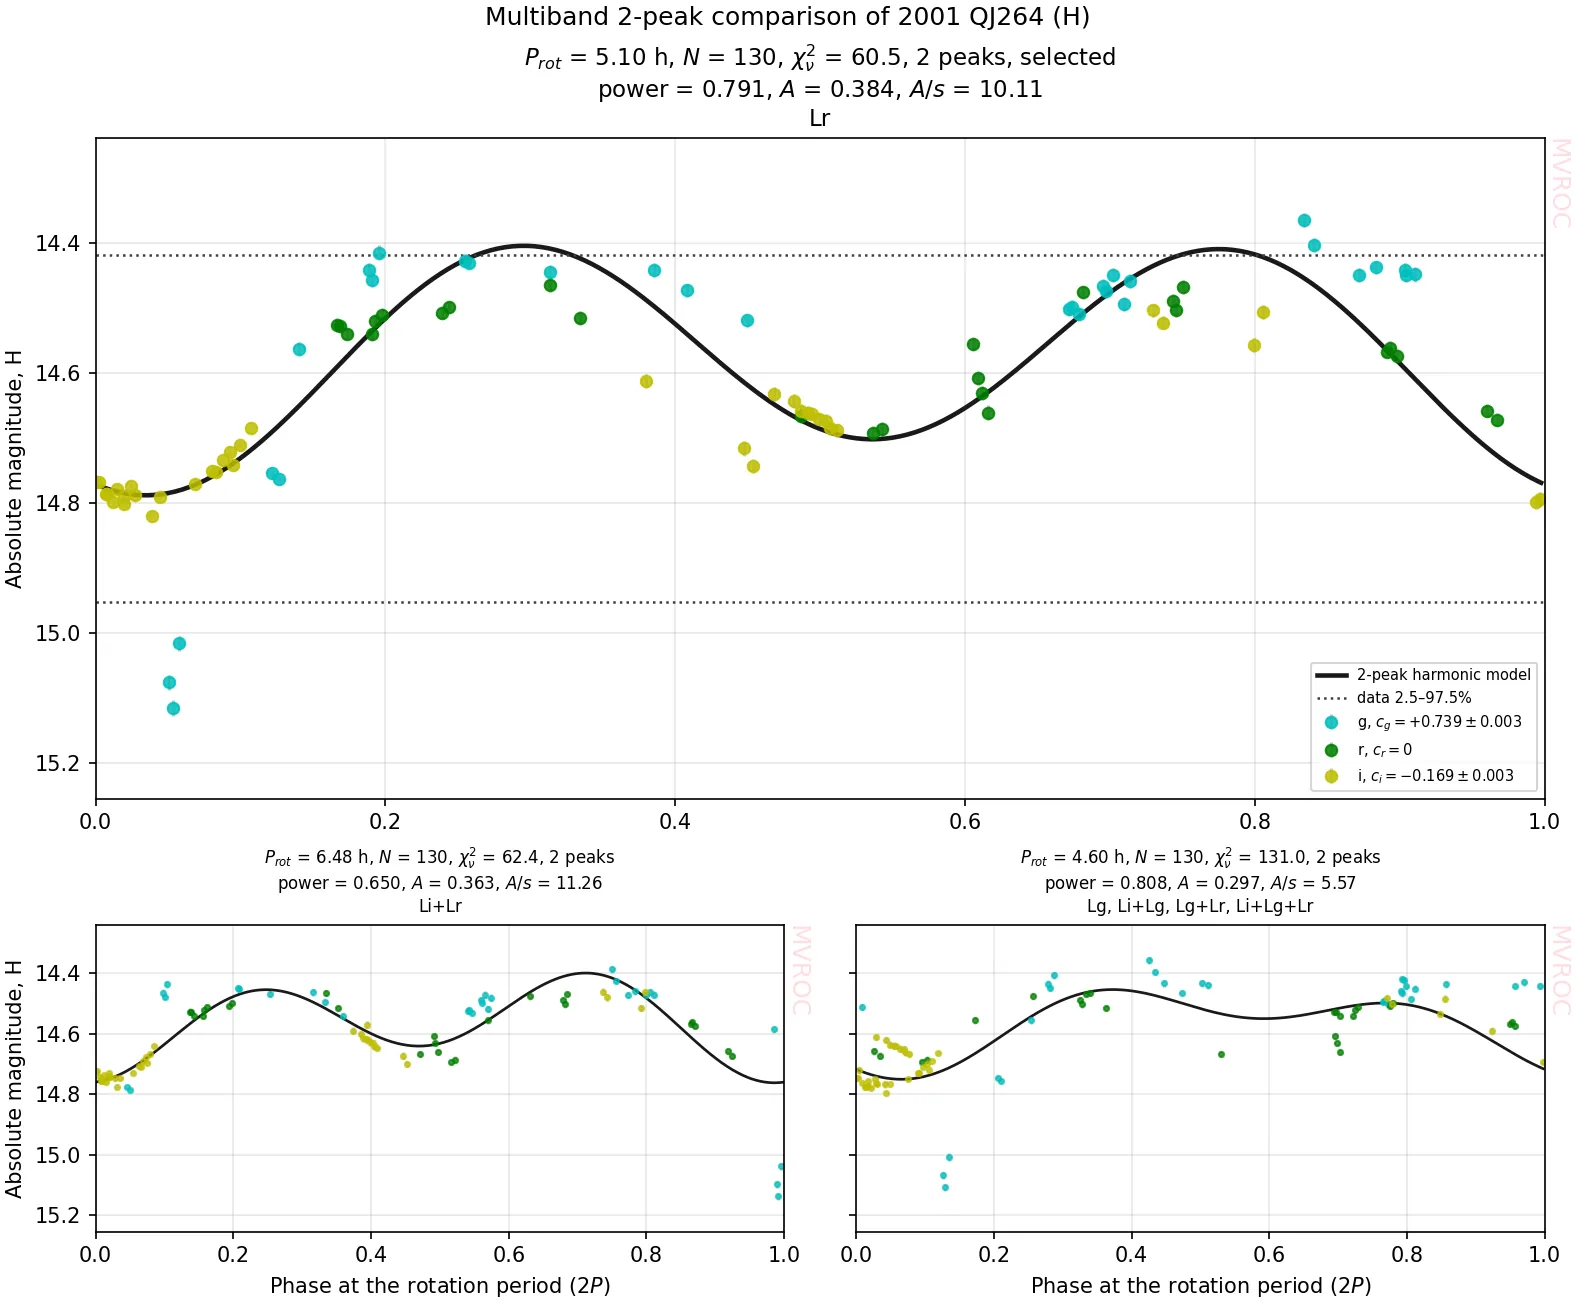 Multiband 2-peak comparison of 2001 QJ264 (H)
P_rot = 5.10 h, N = 130, χ²_ν = 60.5, 2 peaks, selected
power = 0.791, A = 0.384, A/s = 10.11
Lr
Absolute magnitude, H
14.4
14.6
14.8
15.0
15.2
0.0 0.2 0.4 0.6 0.8 1.0
2-peak harmonic model
data 2.5–97.5%
g, c_g = +0.739 ± 0.003
r, c_r = 0
i, c_i = −0.169 ± 0.003
MVROC
P_rot = 6.48 h, N = 130, χ²_ν = 62.4, 2 peaks
power = 0.650, A = 0.363, A/s = 11.26
Li+Lr
Absolute magnitude, H
14.4
14.6
14.8
15.0
15.2
0.0 0.2 0.4 0.6 0.8 1.0
Phase at the rotation period (2P)
MVROC
P_rot = 4.60 h, N = 130, χ²_ν = 131.0, 2 peaks
power = 0.808, A = 0.297, A/s = 5.57
Lg, Li+Lg, Lg+Lr, Li+Lg+Lr
0.0 0.2 0.4 0.6 0.8 1.0
Phase at the rotation period (2P)
MVROC